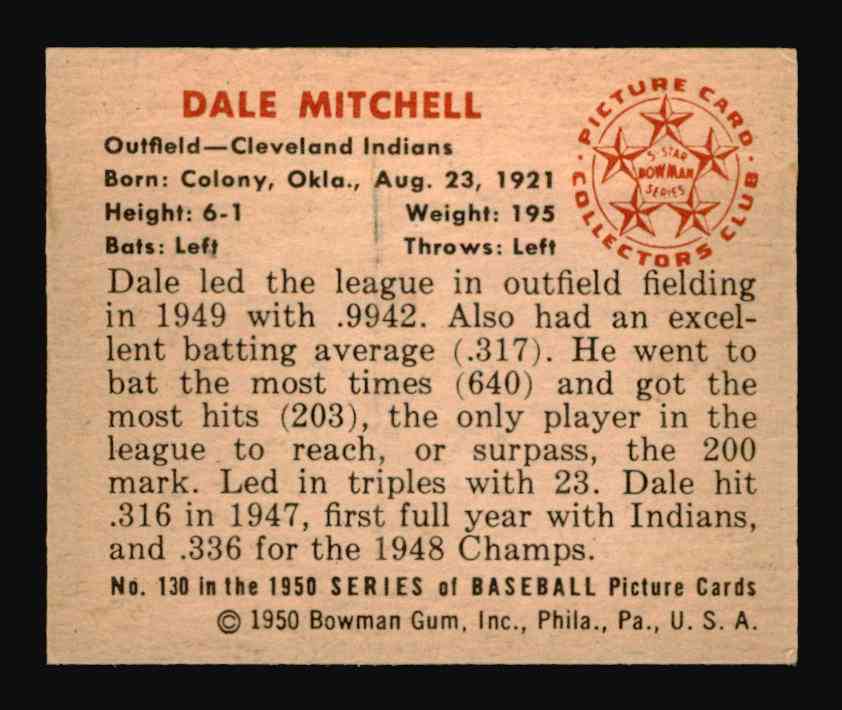 DALE MITCHELL
Outfield—Cleveland Indians
Born: Colony, Okla., Aug. 23, 1921
Height: 6-1 Weight: 195
Bats: Left Throws: Left
PICTURE CARD
COLLECTORS CLUB
5-STAR
BOWMAN
SERIES
Dale led the league in outfield fielding
in 1949 with .9942. Also had an excel-
lent batting average (.317). He went to
bat the most times (640) and got the
most hits (203), the only player in the
league to reach, or surpass, the 200
mark. Led in triples with 23. Dale hit
.316 in 1947, first full year with Indians,
and .336 for the 1948 Champs.
No. 130 in the 1950 SERIES of BASEBALL Picture Cards
© 1950 Bowman Gum, Inc., Phila., Pa., U. S. A.